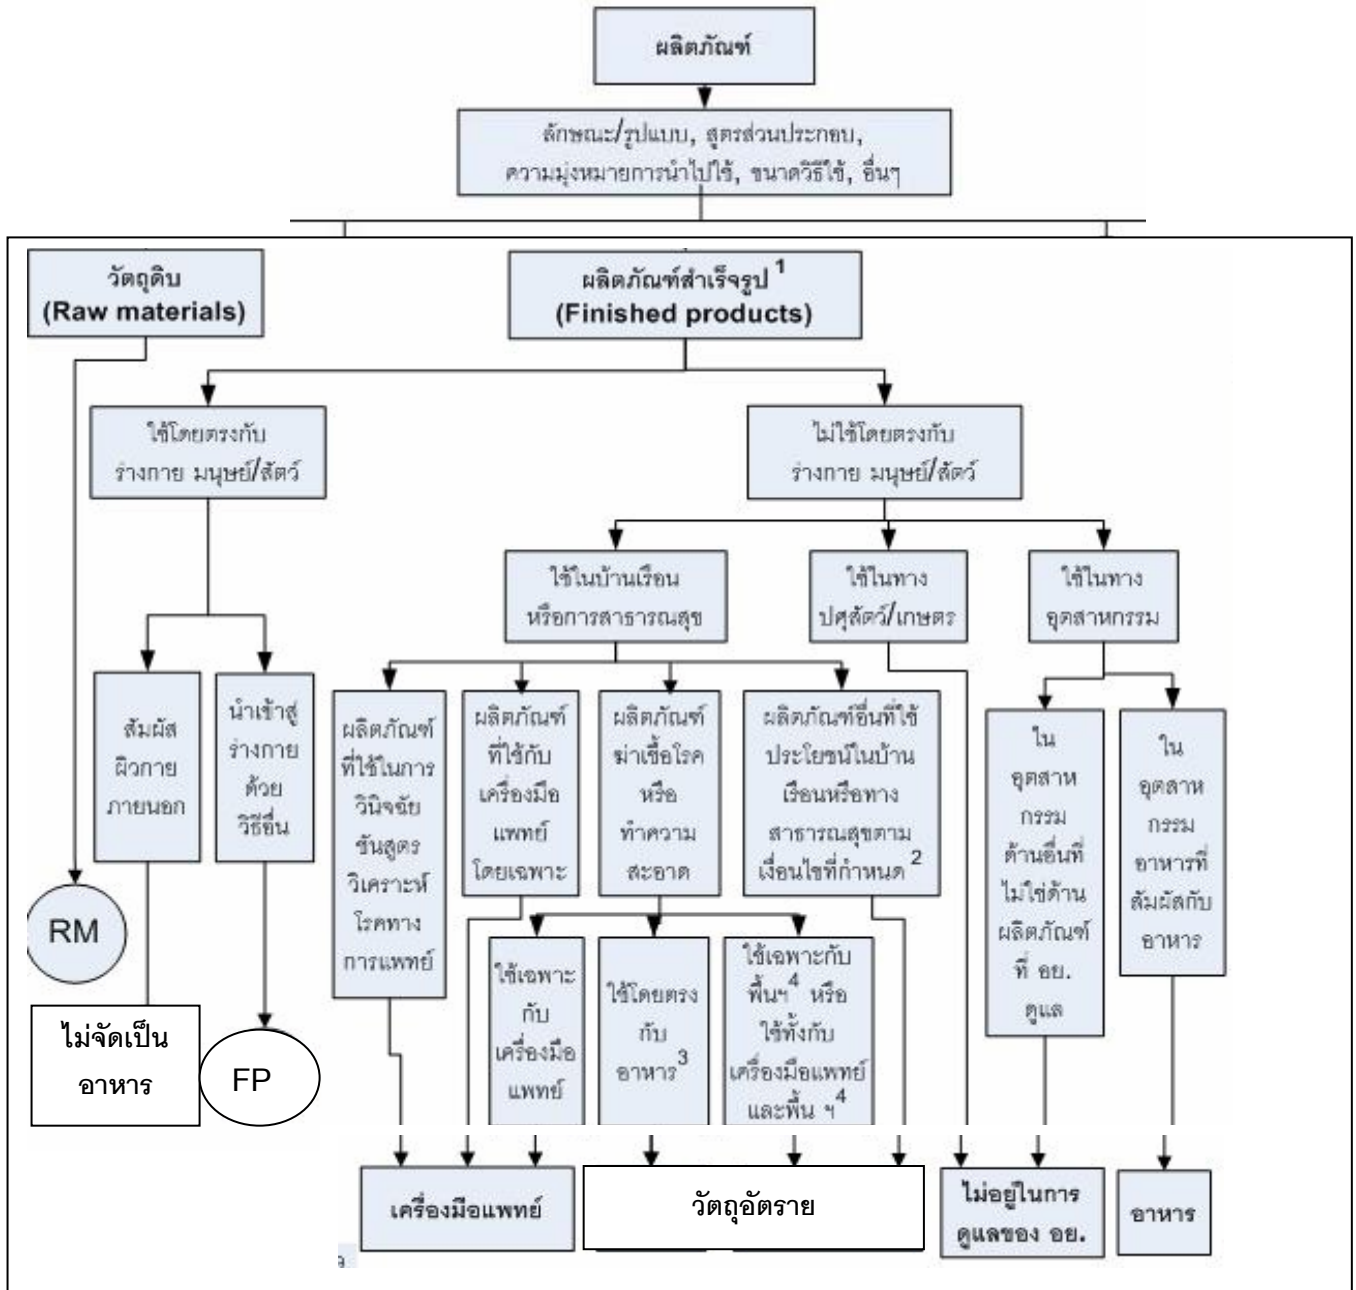 ผลิตภัณฑ์
ลักษณะ/รูปแบบ, สูตรส่วนประกอบ,
ความมุ่งหมายการนำไปใช้, ขนาดวิธีใช้, อื่นๆ
วัตถุดิบ
(Raw materials)
ผลิตภัณฑ์สำเร็จรูป 1
(Finished products)
ใช้โดยตรงกับ
ร่างกาย มนุษย์/สัตว์
ไม่ใช้โดยตรงกับ
ร่างกาย มนุษย์/สัตว์
ใช้ในบ้านเรือน
หรือการสาธารณสุข
ใช้ในทาง
ปศุสัตว์/เกษตร
ใช้ในทาง
อุตสาหกรรม
สัมผัส
ผิวกาย
ภายนอก
นำเข้าสู่
ร่างกาย
ด้วย
วิธีอื่น
ผลิตภัณฑ์
ที่ใช้ในการ
วินิจฉัย
ชันสูตร
วิเคราะห์
โรคทาง
การแพทย์
ผลิตภัณฑ์
ที่ใช้กับ
เครื่องมือ
แพทย์
โดยเฉพาะ
ผลิตภัณฑ์
ฆ่าเชื้อโรค
หรือ
ทำความ
สะอาด
ผลิตภัณฑ์อื่นที่ใช้
ประโยชน์ในบ้าน
เรือนหรือทาง
สาธารณสุขตาม
เงื่อนไขที่กำหนด 2
ใน
อุตสาห
กรรม
ด้านอื่นที่
ไม่ใช่ด้าน
ผลิตภัณฑ์
ที่ อย.
ดูแล
ใน
อุตสาห
กรรม
อาหารที่
สัมผัสกับ
อาหาร
RM
ใช้เฉพาะ
กับ
เครื่องมือ
แพทย์
ใช้โดยตรง
กับ
อาหาร 3
ใช้เฉพาะกับ
พื้นฯ 4 หรือ
ใช้ทั้งกับ
เครื่องมือแพทย์
และพื้น ฯ 4
ไม่จัดเป็น
อาหาร
FP
เครื่องมือแพทย์
วัตถุอัตราย
ไม่อยู่ในการ
ดูแลของ อย.
อาหาร